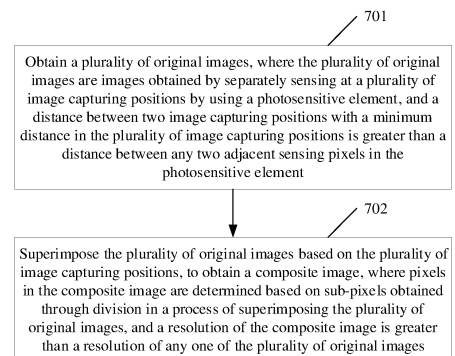 701
Obtain a plurality of original images, where the plurality of original
images are images obtained by separately sensing at a plurality of
image capturing positions by using a photosensitive element, and a
distance between two image capturing positions with a minimum
distance in the plurality of image capturing positions is greater than a
distance between any two adjacent sensing pixels in the
photosensitive element
702
Superimpose the plurality of original images based on the plurality of
image capturing positions, to obtain a composite image, where pixels
in the composite image are determined based on sub-pixels obtained
through division in a process of superimposing the plurality of
original images, and a resolution of the composite image is greater
than a resolution of any one of the plurality of original images